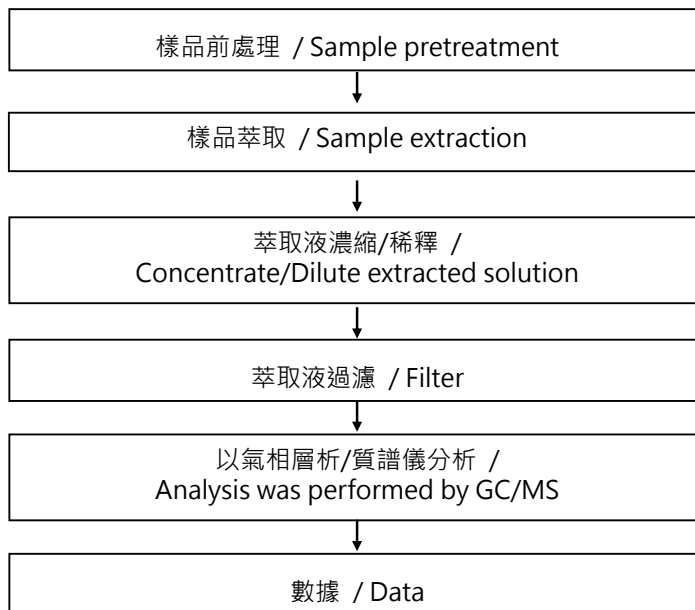 樣品前處理 / Sample pretreatment
樣品萃取 / Sample extraction
萃取液濃縮/稀釋 /
Concentrate/Dilute extracted solution
萃取液過濾 / Filter
以氣相層析/質譜儀分析 /
Analysis was performed by GC/MS
數據 / Data